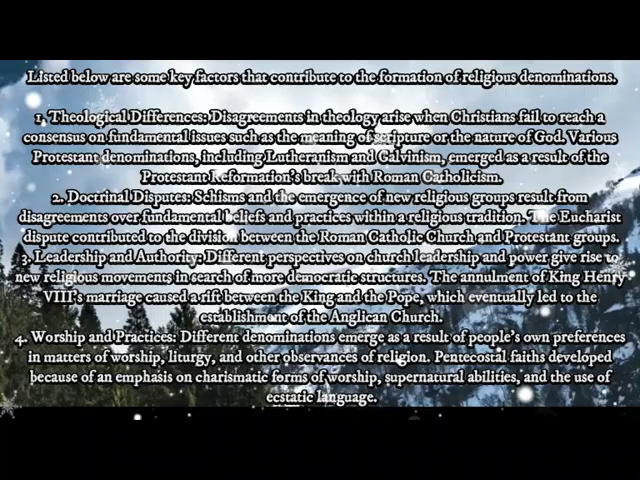 Listed below are some key factors that contribute to the formation of religious denominations.
1. Theological Differences: Disagreements in theology arise when Christians fail to reach a
consensus on fundamental issues such as the meaning of scripture or the nature of God. Various
Protestant denominations, including Lutheranism and Calvinism, emerged as a result of the
Protestant Reformation's break with Roman Catholicism.
2. Doctrinal Disputes: Schisms and the emergence of new religious groups result from
disagreements over fundamental beliefs and practices within a religious tradition. The Eucharist
dispute contributed to the division between the Roman Catholic Church and Protestant groups.
3. Leadership and Authority: Different perspectives on church leadership and power give rise to
new religious movements in search of more democratic structures. The annulment of King Henry
VIII's marriage caused a rift between the King and the Pope, which eventually led to the
establishment of the Anglican Church.
4. Worship and Practices: Different denominations emerge as a result of people's own preferences
in matters of worship, liturgy, and other observances of religion. Pentecostal faiths developed
because of an emphasis on charismatic forms of worship, supernatural abilities, and the use of
ecstatic language.